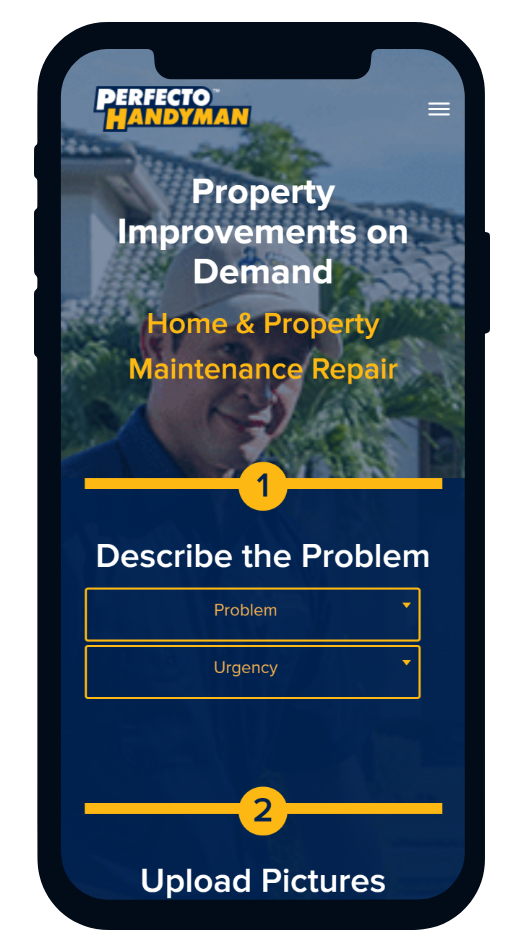 PERFECTO™
HANDYMAN
Property
Improvements on
Demand
Home & Property
Maintenance Repair
1
Describe the Problem
Problem
Urgency
2
Upload Pictures